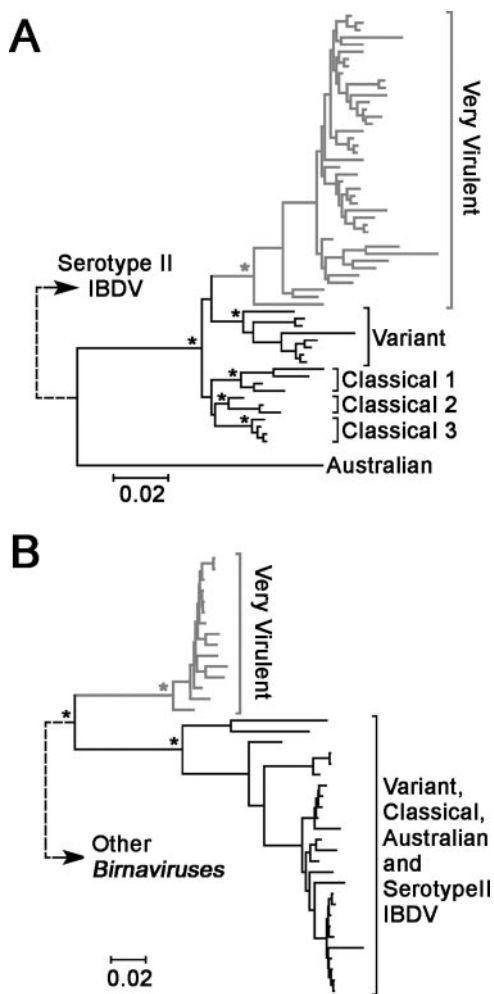 A
Very Virulent
Serotype II
IBDV
*
*
*
Variant
*
Classical 1
*
Classical 2
*
Classical 3
Australian
0.02
B
Very Virulent
*
*
*
Variant,
Classical,
Australian
and
SerotypeII
IBDV
Other
Birnaviruses
0.02